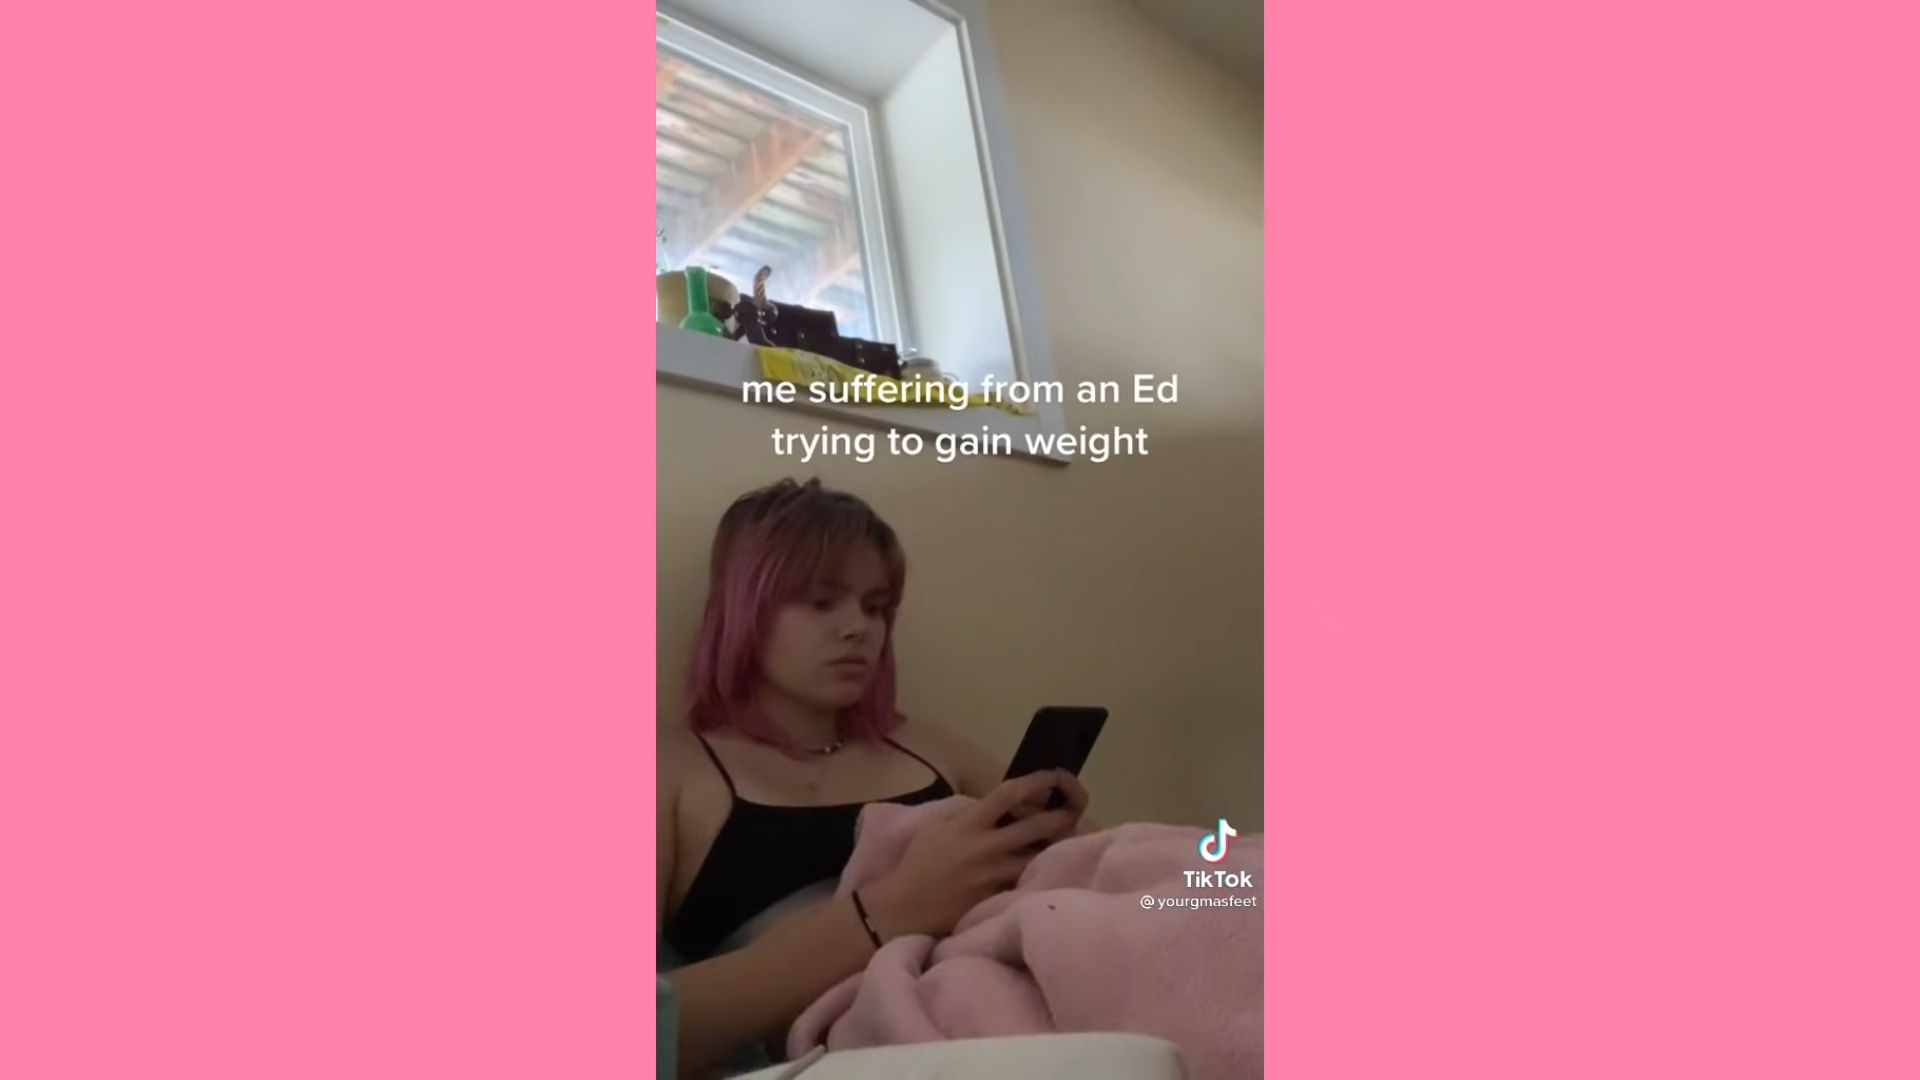 me suffering from an Ed
trying to gain weight
TikTok
@yourgmasfeet